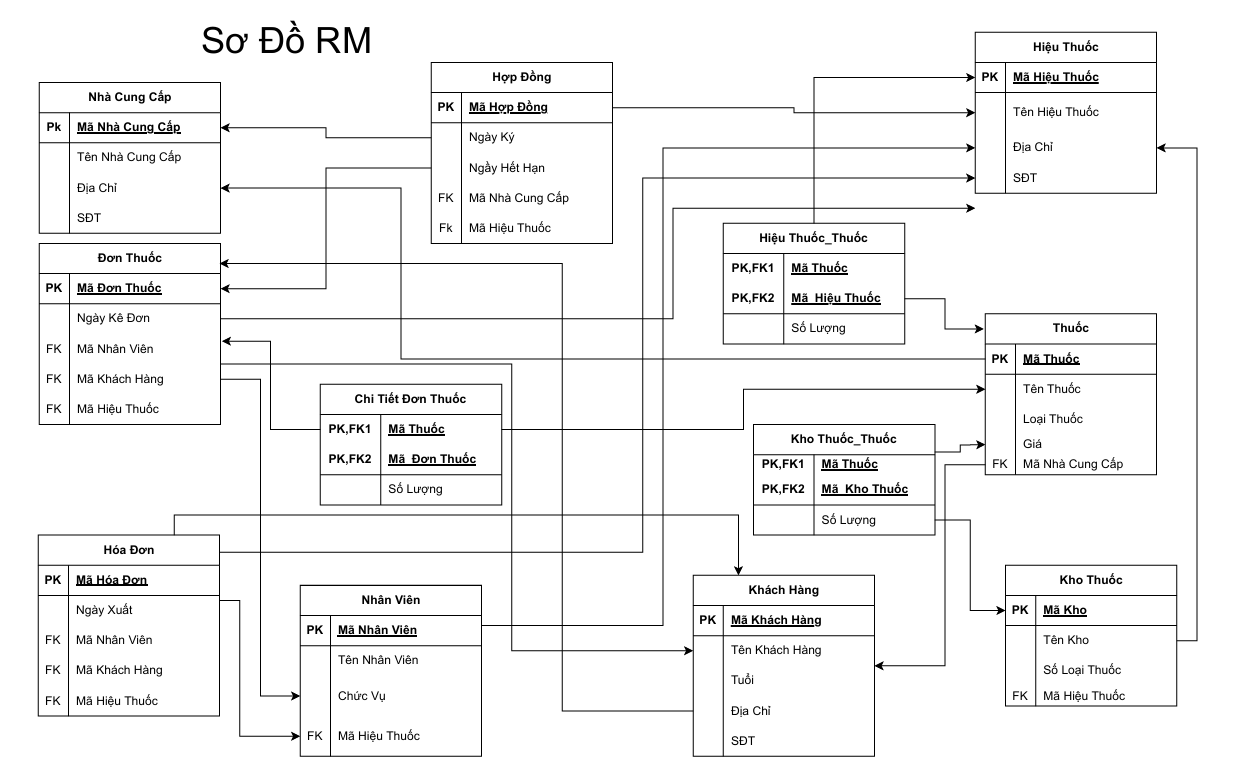 Sơ Đồ RM
Nhà Cung Cấp
Pk Mã Nhà Cung Cấp
Tên Nhà Cung Cấp
Địa Chỉ
SĐT
Hợp Đồng
PK Mã Hợp Đồng
Ngày Ký
Ngầy Hết Hạn
FK Mã Nhà Cung Cấp
Fk Mã Hiệu Thuốc
Hiệu Thuốc
PK Mã Hiệu Thuốc
Tên Hiệu Thuốc
Địa Chỉ
SĐT
Đơn Thuốc
PK Mã Đơn Thuốc
Ngày Kê Đơn
FK Mã Nhân Viên
FK Mã Khách Hàng
FK Mã Hiệu Thuốc
Hiệu Thuốc_Thuốc
PK,FK1 Mã Thuốc
PK,FK2 Mã Hiệu Thuốc
Số Lượng
Thuốc
PK Mã Thuốc
Tên Thuốc
Loại Thuốc
Giá
FK Mã Nhà Cung Cấp
Chi Tiết Đơn Thuốc
PK,FK1 Mã Thuốc
PK,FK2 Mã Đơn Thuốc
Số Lượng
Kho Thuốc_Thuốc
PK,FK1 Mã Thuốc
PK,FK2 Mã Kho Thuốc
Số Lượng
Hóa Đơn
PK Mã Hóa Đơn
Ngày Xuất
FK Mã Nhân Viên
FK Mã Khách Hàng
FK Mã Hiệu Thuốc
Nhân Viên
PK Mã Nhân Viên
Tên Nhân Viên
Chức Vụ
FK Mã Hiệu Thuốc
Khách Hàng
PK Mã Khách Hàng
Tên Khách Hàng
Tuổi
Địa Chỉ
SĐT
Kho Thuốc
PK Mã Kho
Tên Kho
Số Loại Thuốc
FK Mã Hiệu Thuốc